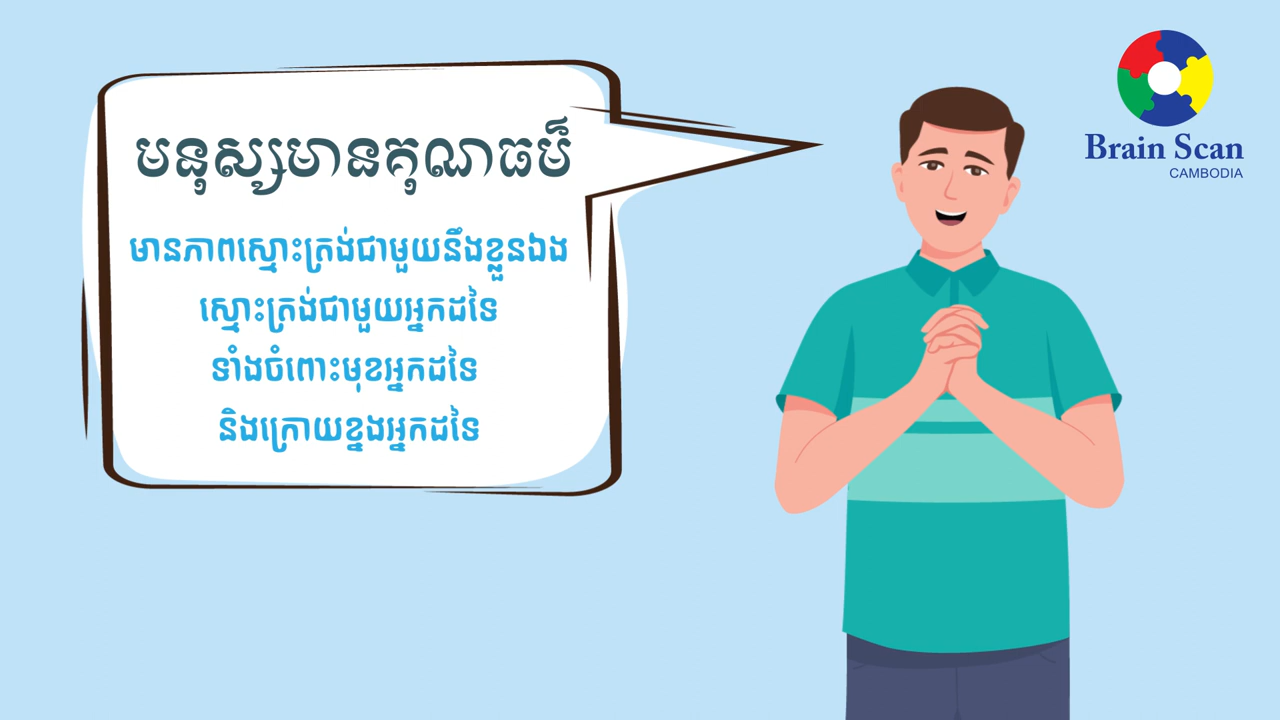 មនុស្សមានគុណធម៌
មានភាពស្មោះត្រង់ជាមួយនឹងខ្លួនឯង
ស្មោះត្រង់ជាមួយអ្នកដទៃ
ទាំងចំពោះមុខអ្នកដទៃ
និងក្រោយខ្នងអ្នកដទៃ
Brain Scan
CAMBODIA